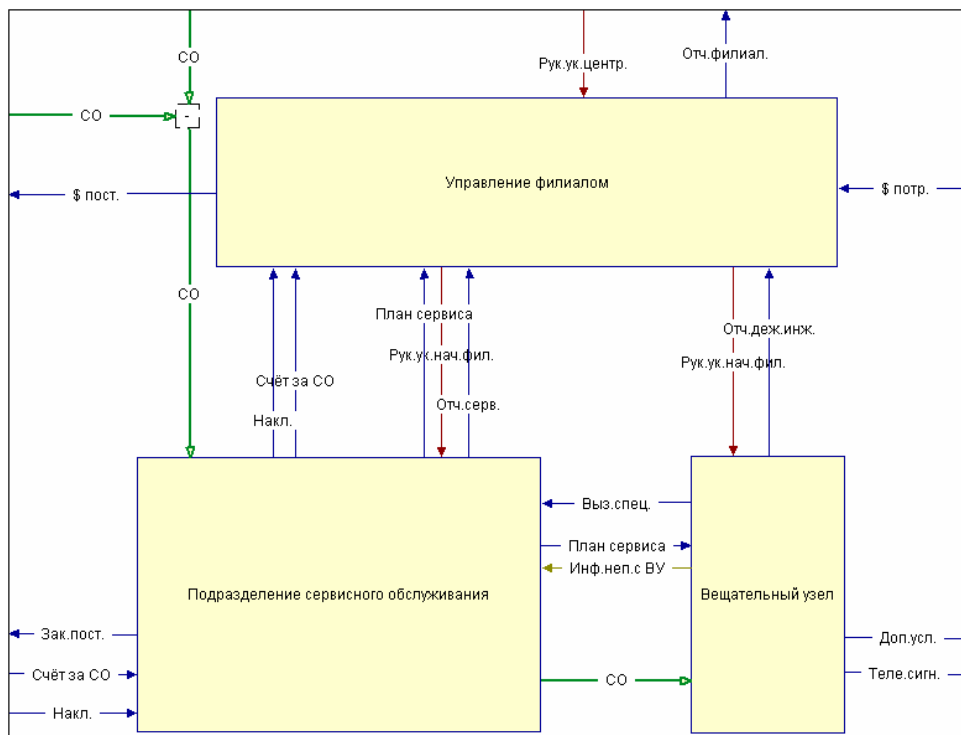 СО
Рук.ук.центр.
Отч.филиал.
СО
-
Управление филиалом
$ пост.
$ потр.
СО
План сервиса
Отч.деж.инж.
Рук.ук.нач.фил.
Рук.ук.нач.фил.
Счёт за СО
Отч.серв.
Накл.
Выз.спец.
План сервиса
Инф.неп.с ВУ
Подразделение сервисного обслуживания
Вещательный узел
Зак.пост.
Доп.усл.
Счёт за СО
Теле.сигн.
СО
Накл.